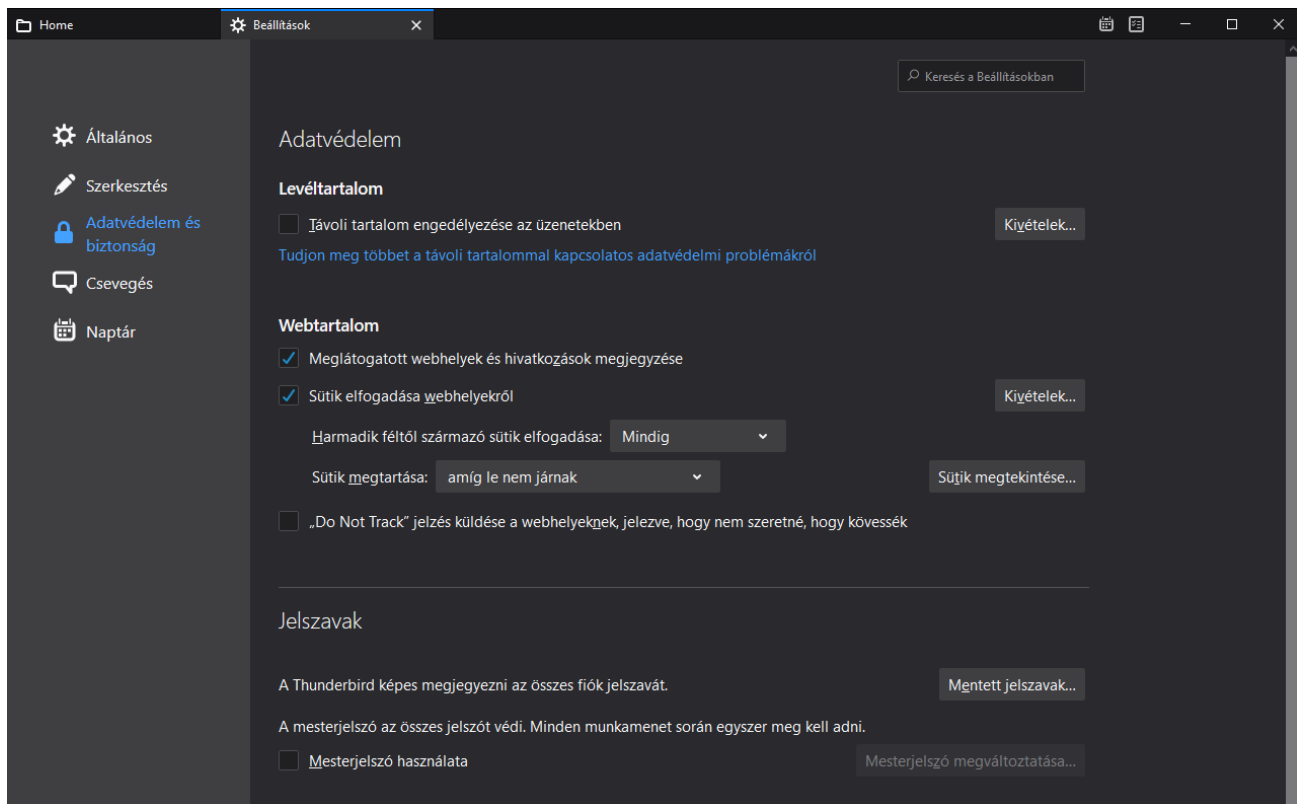 Home
Beállítások
Keresés a Beállításokban
Általános
Szerkesztés
Adatvédelem és
biztonság
Csevegés
Naptár
Adatvédelem
Levéltartalom
Távoli tartalom engedélyezése az üzenetekben
Kivételek...
Tudjon meg többet a távoli tartalommal kapcsolatos adatvédelmi problémákról
Webtartalom
Meglátogatott webhelyek és hivatkozások megjegyzése
Sütik elfogadása webhelyekről
Kivételek...
Harmadik féltől származó sütik elfogadása: Mindig
Sütik megtartása: amíg le nem járnak
Sütik megtekintése...
„Do Not Track” jelzés küldése a webhelyeknek, jelezve, hogy nem szeretné, hogy kövessék
Jelszavak
A Thunderbird képes megjegyezni az összes fiók jelszavát.
Mentett jelszavak...
A mesterjelszó az összes jelszót védi. Minden munkamenet során egyszer meg kell adni.
Mesterjelszó használata
Mesterjelszó megváltoztatása...